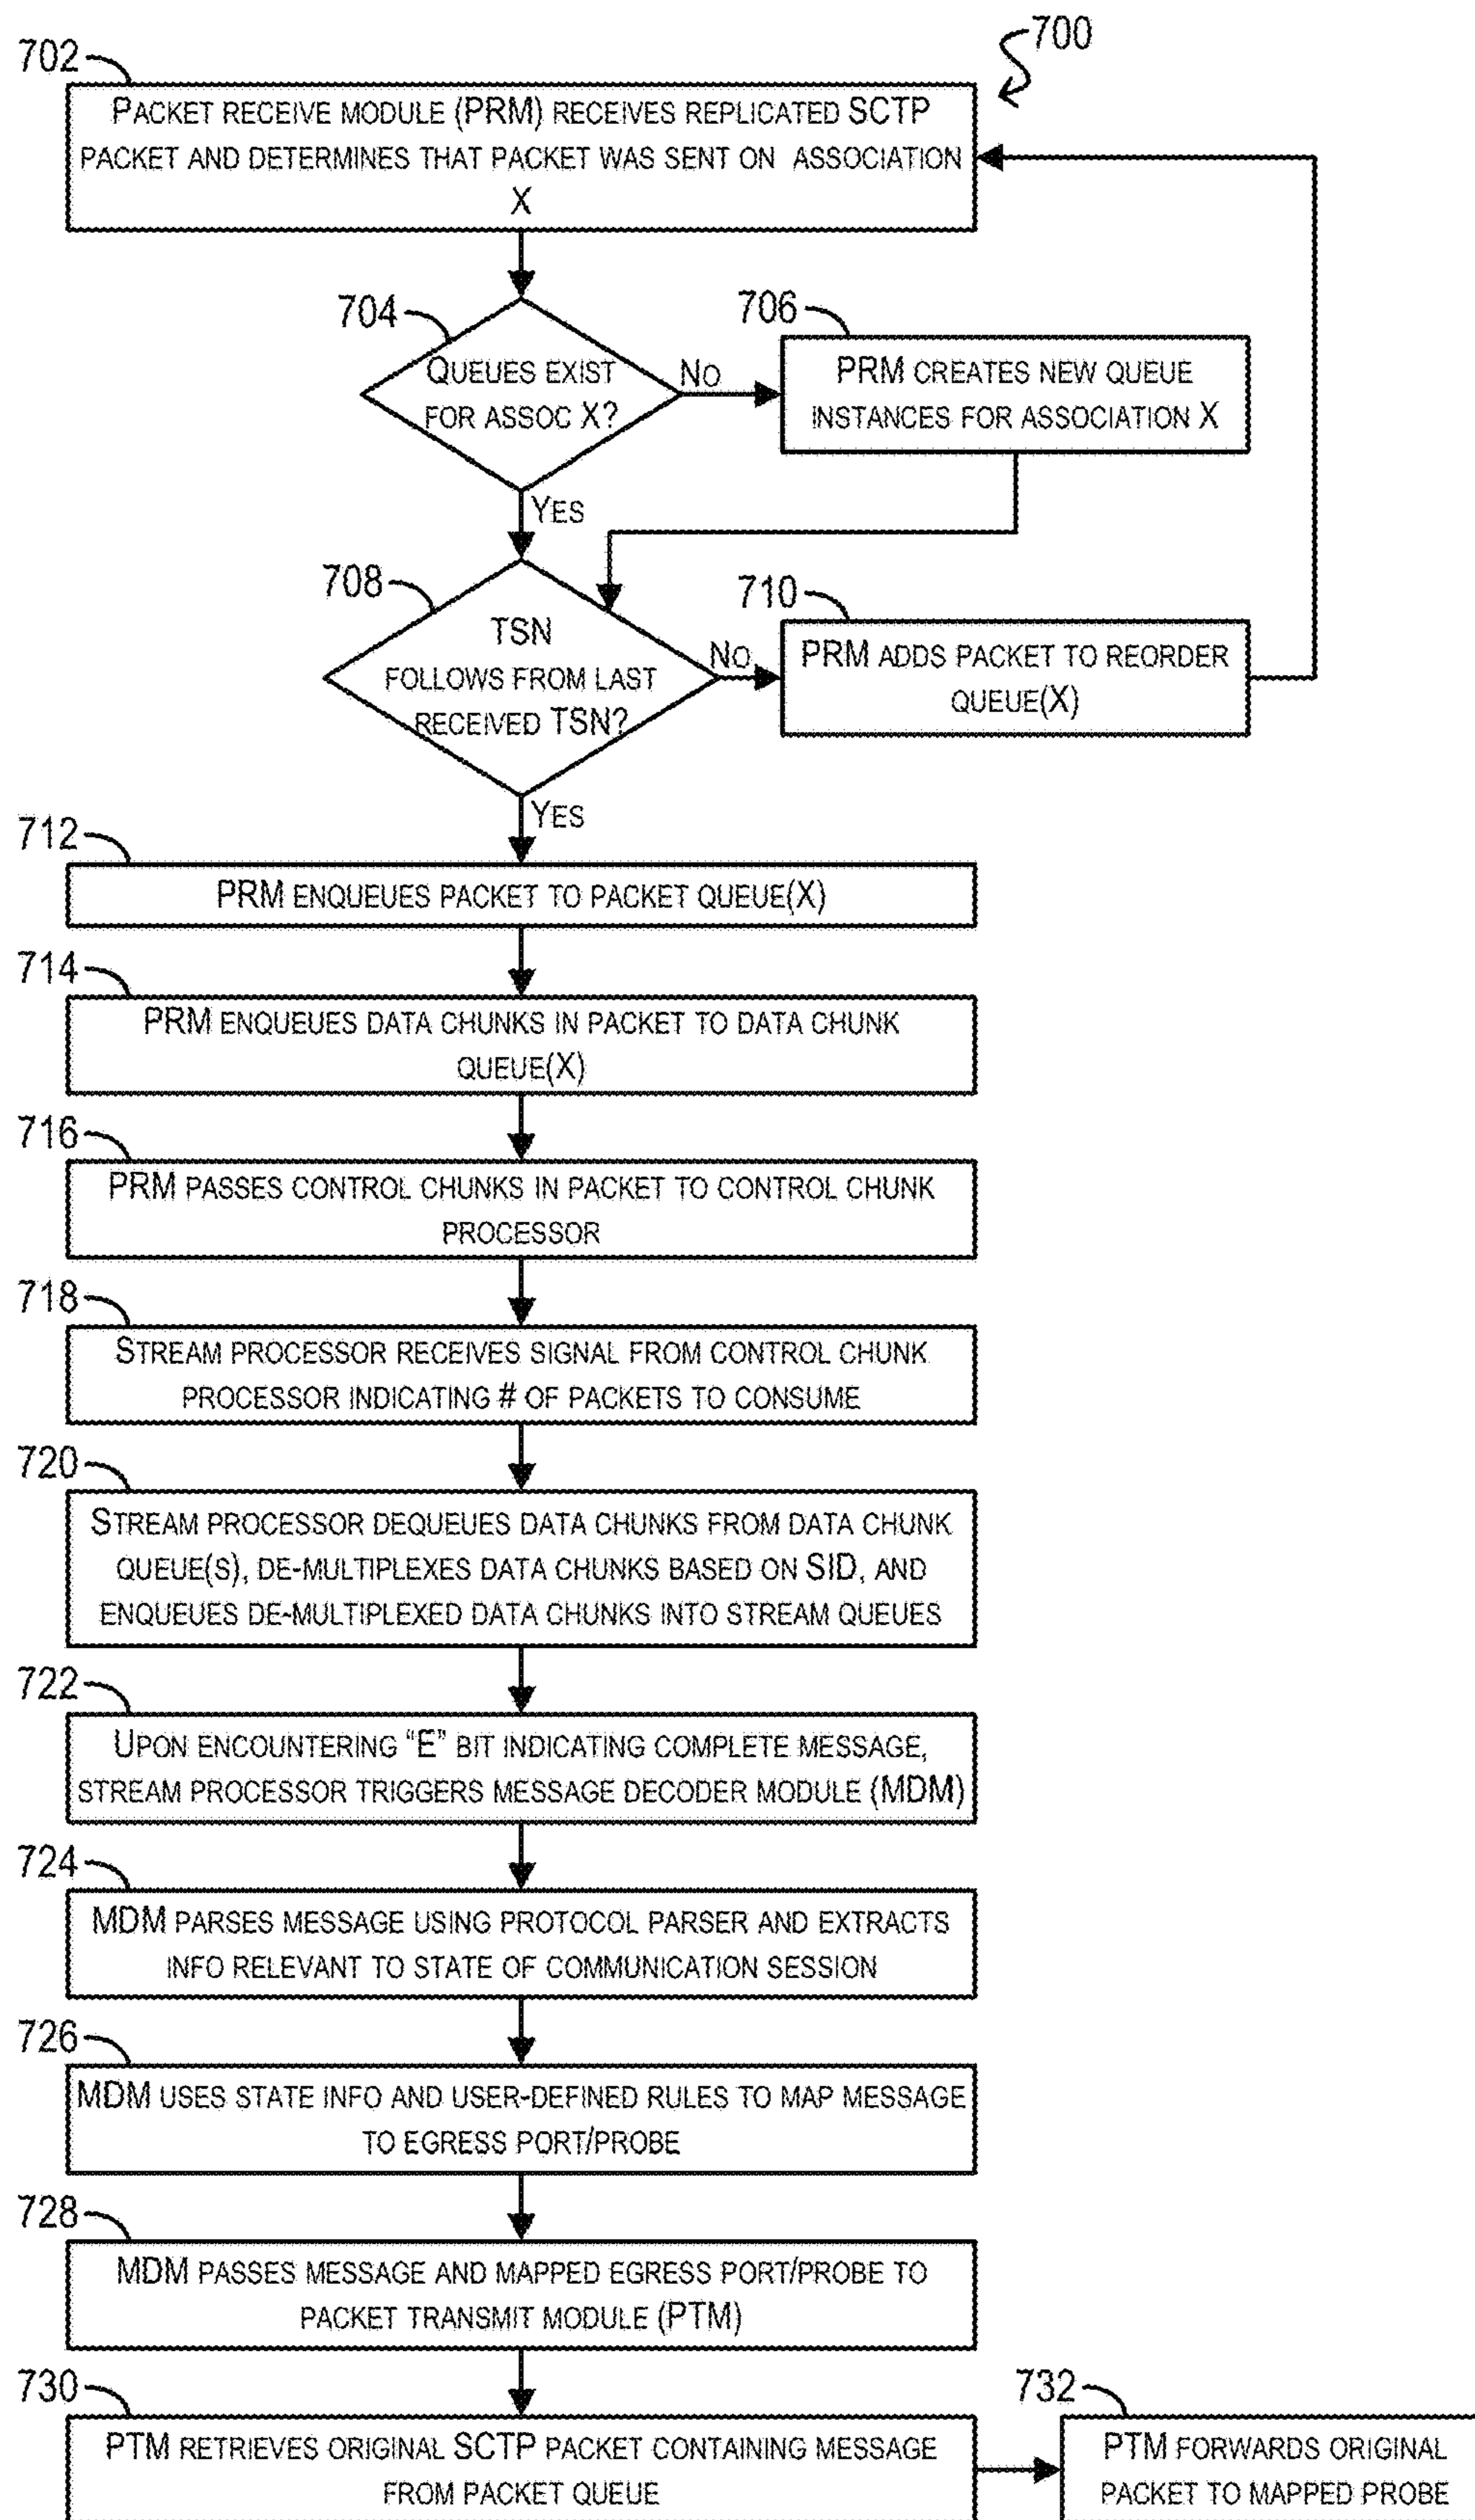 700
702
PACKET RECEIVE MODULE (PRM) RECEIVES REPLICATED SCTP
PACKET AND DETERMINES THAT PACKET WAS SENT ON ASSOCIATION
X
704
QUEUES EXIST
FOR ASSOC X?
NO
706
PRM CREATES NEW QUEUE
INSTANCES FOR ASSOCIATION X
YES
708
TSN
FOLLOWS FROM LAST
RECEIVED TSN?
NO
710
PRM ADDS PACKET TO REORDER
QUEUE(X)
YES
712
PRM ENQUEUES PACKET TO PACKET QUEUE(X)
714
PRM ENQUEUES DATA CHUNKS IN PACKET TO DATA CHUNK
QUEUE(X)
716
PRM PASSES CONTROL CHUNKS IN PACKET TO CONTROL CHUNK
PROCESSOR
718
STREAM PROCESSOR RECEIVES SIGNAL FROM CONTROL CHUNK
PROCESSOR INDICATING # OF PACKETS TO CONSUME
720
STREAM PROCESSOR DEQUEUES DATA CHUNKS FROM DATA CHUNK
QUEUE(S), DE-MULTIPLEXES DATA CHUNKS BASED ON SID, AND
ENQUEUES DE-MULTIPLEXED DATA CHUNKS INTO STREAM QUEUES
722
UPON ENCOUNTERING “E” BIT INDICATING COMPLETE MESSAGE,
STREAM PROCESSOR TRIGGERS MESSAGE DECODER MODULE (MDM)
724
MDM PARSES MESSAGE USING PROTOCOL PARSER AND EXTRACTS
INFO RELEVANT TO STATE OF COMMUNICATION SESSION
726
MDM USES STATE INFO AND USER-DEFINED RULES TO MAP MESSAGE
TO EGRESS PORT/PROBE
728
MDM PASSES MESSAGE AND MAPPED EGRESS PORT/PROBE TO
PACKET TRANSMIT MODULE (PTM)
730
PTM RETRIEVES ORIGINAL SCTP PACKET CONTAINING MESSAGE
FROM PACKET QUEUE
732
PTM FORWARDS ORIGINAL
PACKET TO MAPPED PROBE